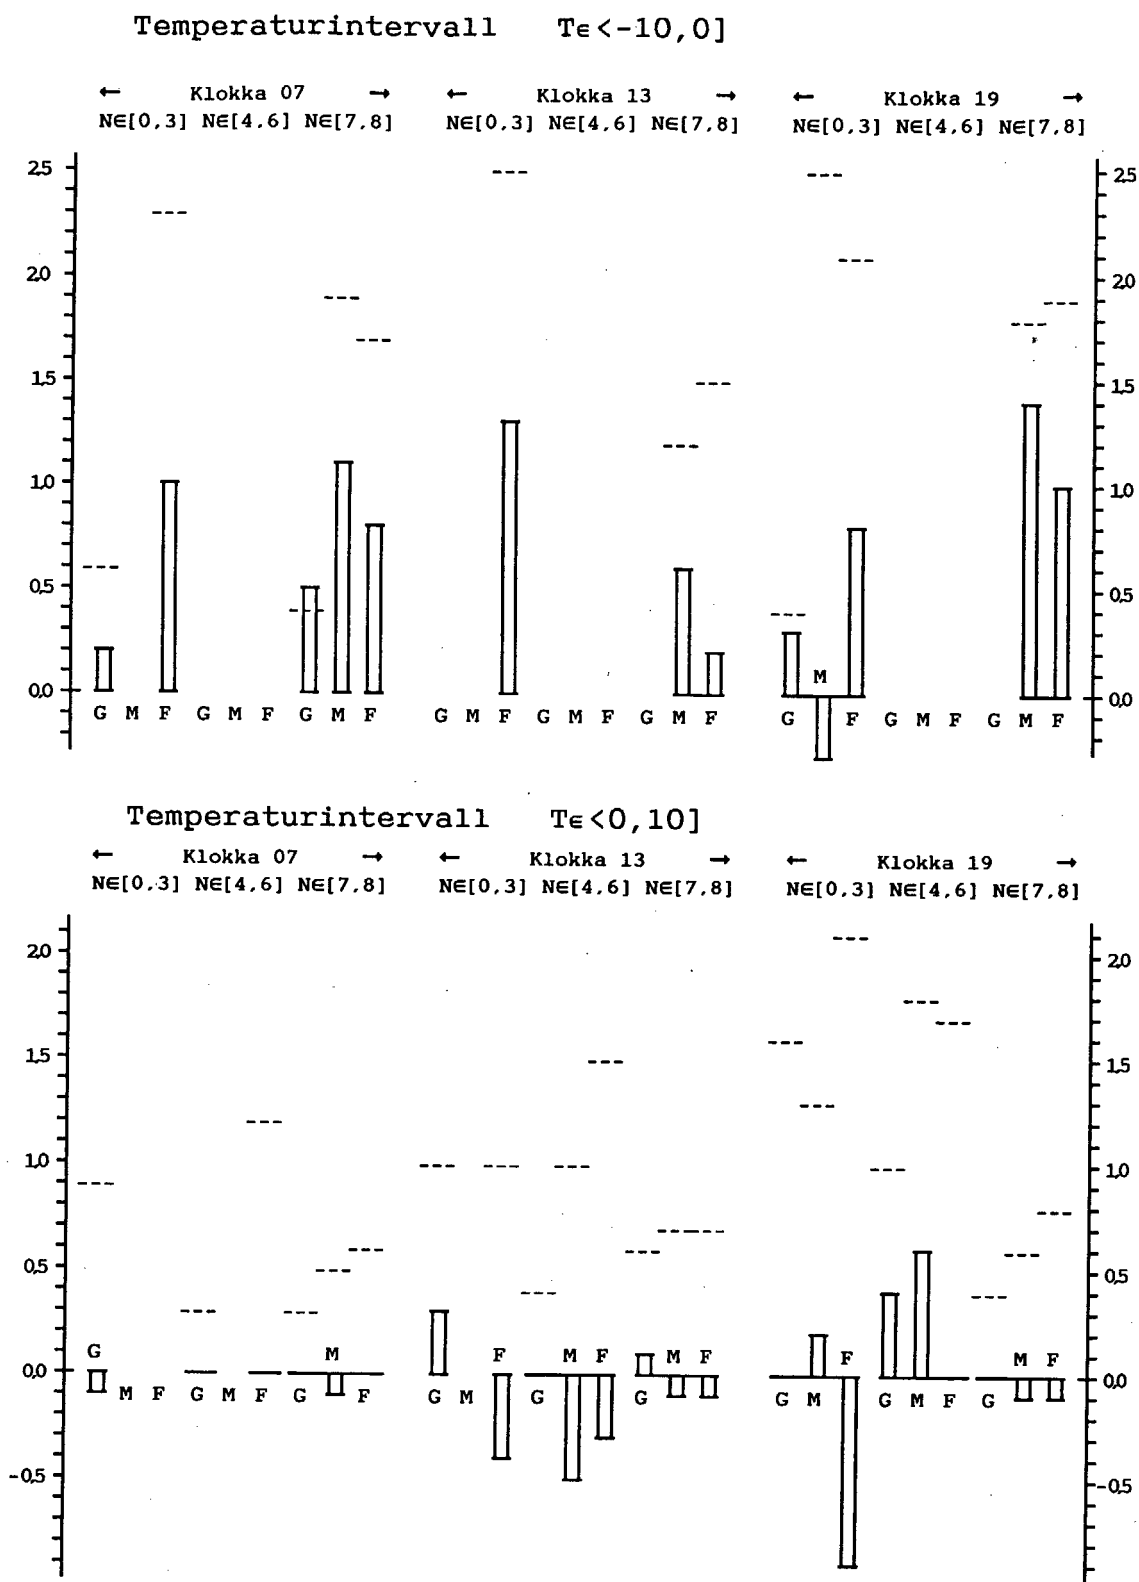 Temperaturintervall Tє<-10,0]
← Klokka 07 → ← Klokka 13 → ← Klokka 19 →
N∈[0,3] N∈[4,6] N∈[7,8] N∈[0,3] N∈[4,6] N∈[7,8] N∈[0,3] N∈[4,6] N∈[7,8]
2,5 2,5
2,0 2,0
1,5 1,5
1,0 1,0
0,5 0,5
M
0,0 0,0
G M F G M F G M F G M F G M F G M F G F G M F G M F
Temperaturintervall Tє<0,10]
← Klokka 07 → ← Klokka 13 → ← Klokka 19 →
N∈[0,3] N∈[4,6] N∈[7,8] N∈[0,3] N∈[4,6] N∈[7,8] N∈[0,3] N∈[4,6] N∈[7,8]
2,0 2,0
1,5 1,5
1,0 1,0
0,5 0,5
G M F M F M F F M F
0,0 0,0
M F G M F G F G M G G G M G M F G
-0,5 -0,5